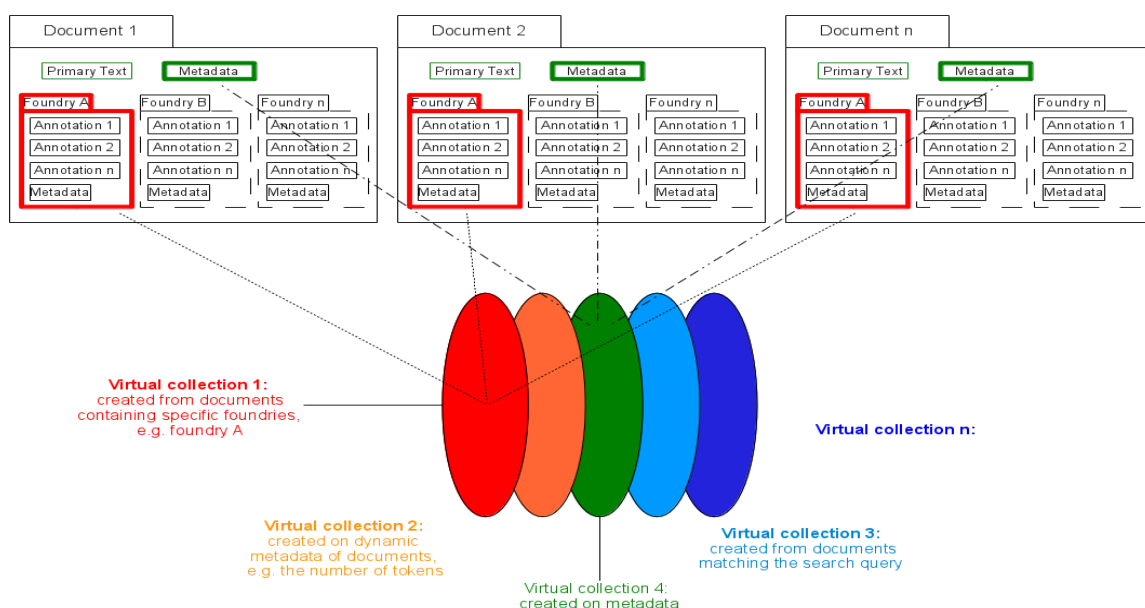 Document 1
Document 2
Document n
Primary Text
Metadata
Primary Text
Metadata
Primary Text
Metadata
Foundry A
Foundry B
Foundry n
Foundry A
Foundry B
Foundry n
Foundry A
Foundry B
Foundry n
Annotation 1
Annotation 1
Annotation 1
Annotation 1
Annotation 1
Annotation 1
Annotation 1
Annotation 1
Annotation 1
Annotation 2
Annotation 2
Annotation 2
Annotation 2
Annotation 2
Annotation 2
Annotation 2
Annotation 2
Annotation 2
Annotation n
Annotation n
Annotation n
Annotation n
Annotation n
Annotation n
Annotation n
Annotation n
Annotation n
Metadata
Metadata
Metadata
Metadata
Metadata
Metadata
Metadata
Metadata
Metadata
Virtual collection 1:
created from documents
containing specific foundries,
e.g. foundry A
Virtual collection n:
Virtual collection 2:
created on dynamic
metadata of documents,
e.g. the number of tokens
Virtual collection 3:
created from documents
matching the search query
Virtual collection 4:
created on metadata